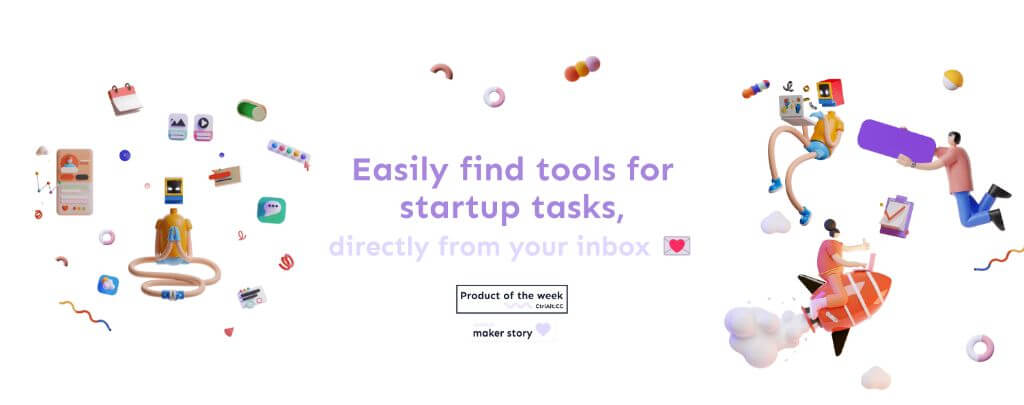 Easily find tools for
startup tasks,
directly from your inbox 💌
Product of the week
CtrlAlt.CC
maker story